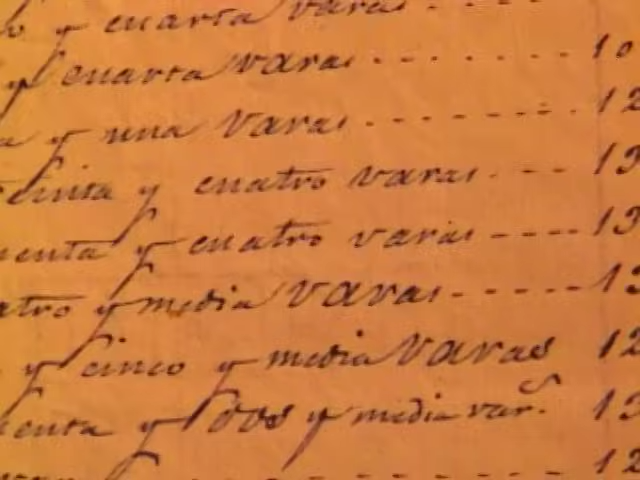 y cuarta varas
y cuarta varas 10
y una varas 12
y cuatro varas 13
y cuatro varas 13
y media varas 13
y cinco y media varas 12
y dos y media var.s 13
12